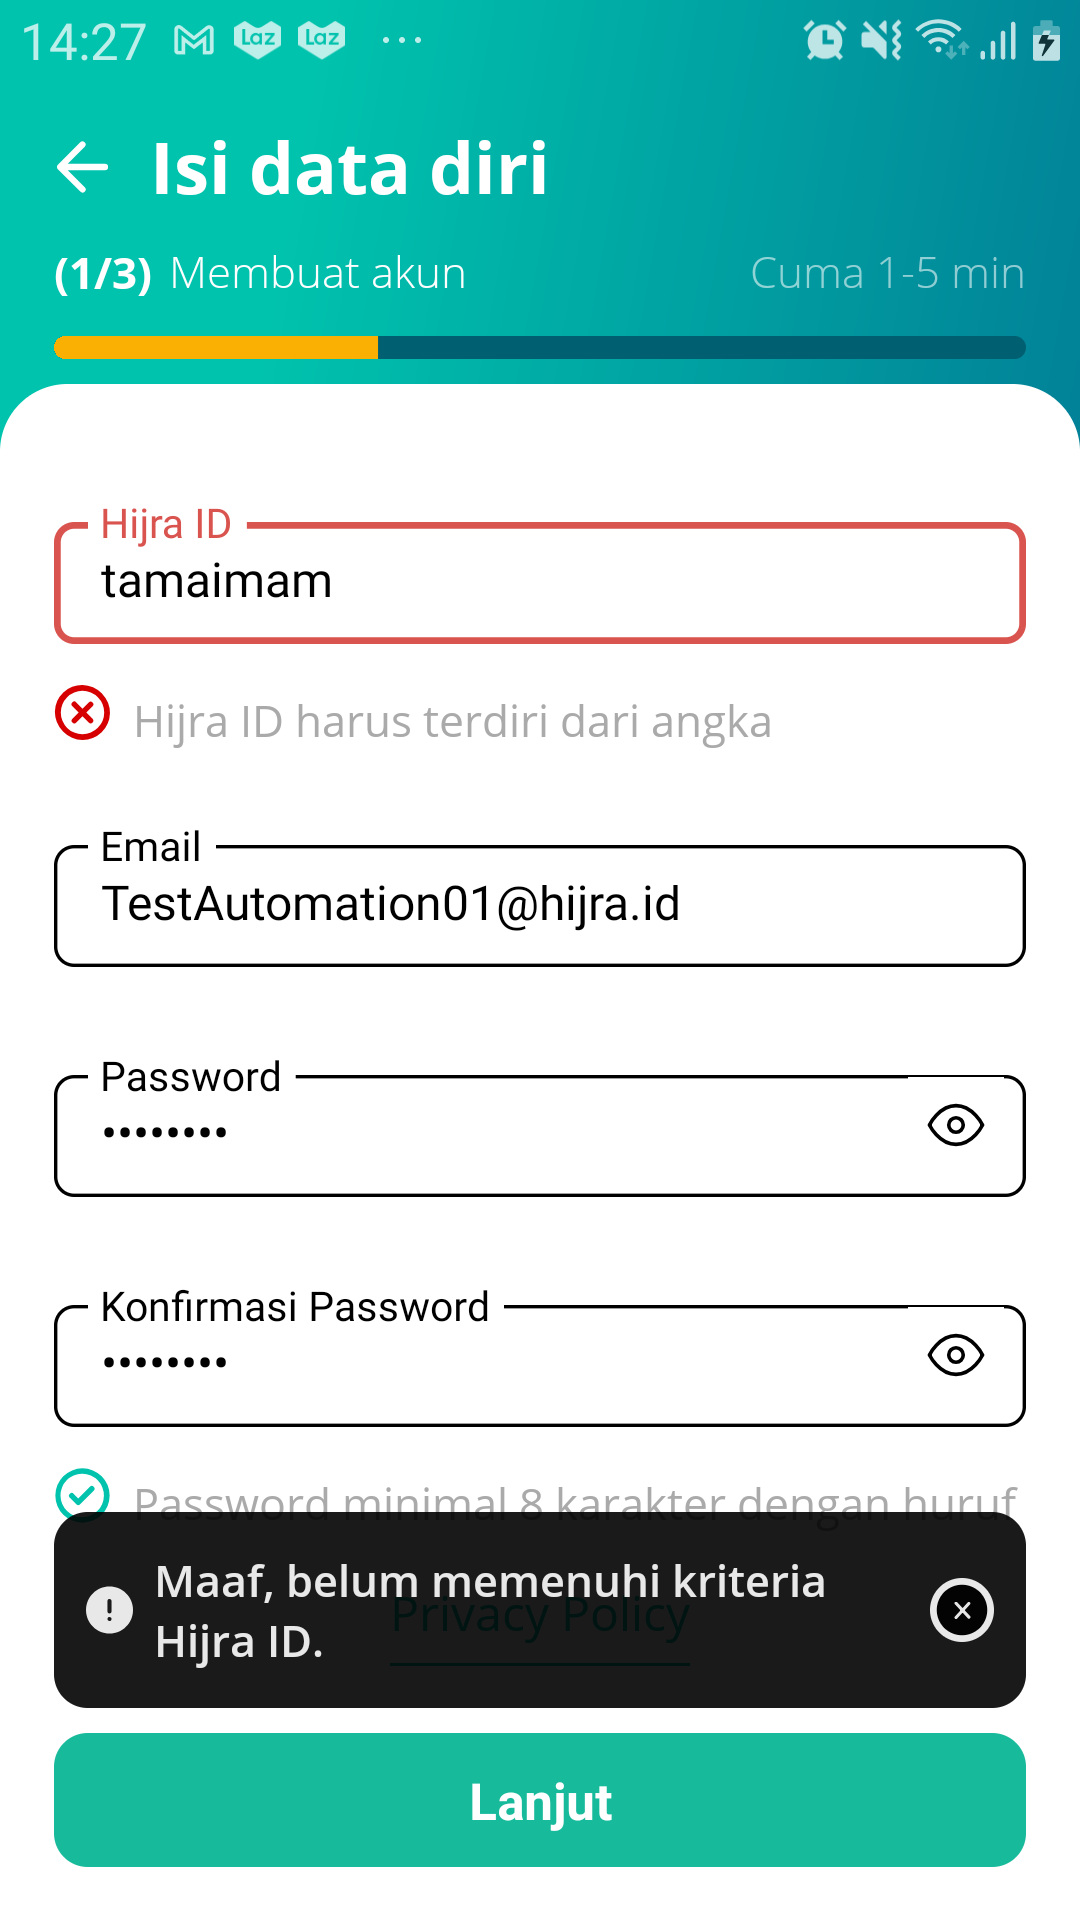 14:27 Laz Laz ...
Isi data diri
(1/3) Membuat akun Cuma 1-5 min
Hijra ID
tamaimam
Hijra ID harus terdiri dari angka
Email
TestAutomation01@hijra.id
Password
••••••••
Konfirmasi Password
••••••••
Password minimal 8 karakter dengan huruf
Maaf, belum memenuhi kriteria
Hijra ID.
Privacy Policy
Lanjut